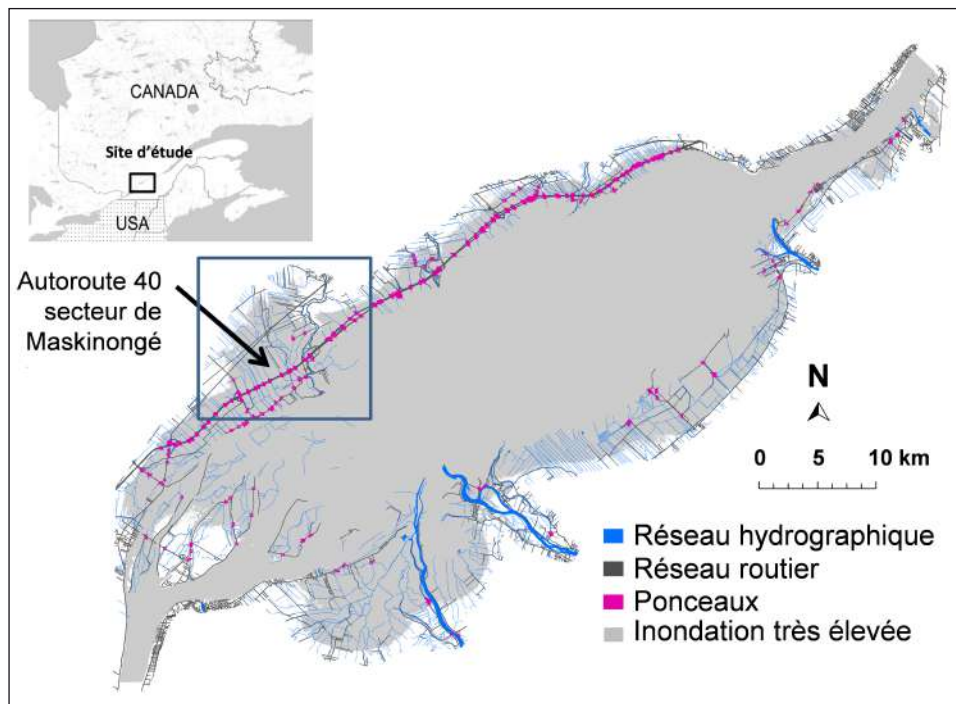 CANADA
Site d'étude
USA
Autoroute 40
secteur de
Maskinongé
N
0 5 10 km
Réseau hydrographique
Réseau routier
Ponceaux
Inondation très élevée